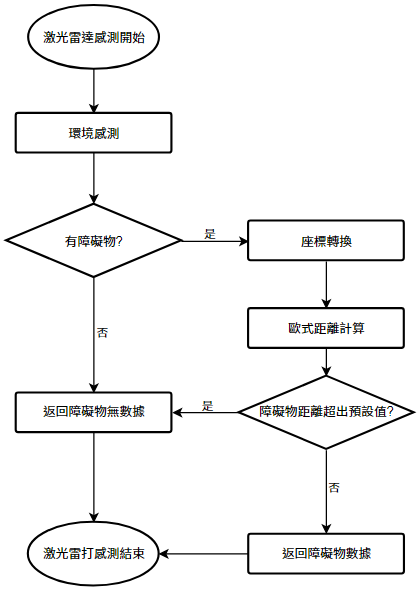 激光雷達感測開始
環境感測
有障礙物?
是
座標轉換
歐式距離計算
否
返回障礙物無數據
是
障礙物距離超出預設值?
否
激光雷打感測結束
返回障礙物數據